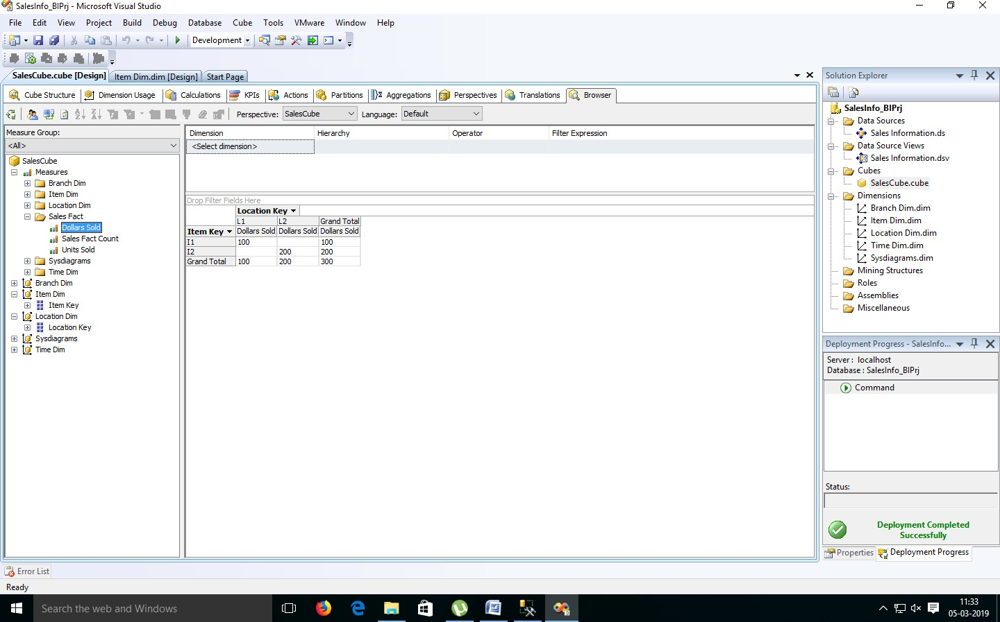 SalesInfo_BIPrj - Microsoft Visual Studio
File Edit View Project Build Debug Database Cube Tools VMware Window Help
Development
SalesCube.cube [Design] Item Dim.dim [Design] Start Page
Cube Structure Dimension Usage Calculations KPIs Actions Partitions Aggregations Perspectives Translations Browser
Perspective: SalesCube Language: Default
Measure Group:
<All>
SalesCube
Measures
Branch Dim
Item Dim
Location Dim
Sales Fact
Dollars Sold
Sales Fact Count
Units Sold
Sysdiagrams
Time Dim
Branch Dim
Item Dim
Item Key
Location Dim
Location Key
Sysdiagrams
Time Dim
Dimension Hierarchy Operator Filter Expression
<Select dimension>
Drop Filter Fields Here
Location Key
L1 L2 Grand Total
Item Key Dollars Sold Dollars Sold Dollars Sold
I1 100 100
I2 200 200
Grand Total 100 200 300
Solution Explorer
SalesInfo_BIPrj
Data Sources
Sales Information.ds
Data Source Views
Sales Information.dsv
Cubes
SalesCube.cube
Dimensions
Branch Dim.dim
Item Dim.dim
Location Dim.dim
Time Dim.dim
Sysdiagrams.dim
Mining Structures
Roles
Assemblies
Miscellaneous
Deployment Progress - SalesInfo...
Server : localhost
Database : SalesInfo_BIPrj
Command
Status:
Deployment Completed
Successfully
Properties Deployment Progress
Error List
Ready
Search the web and Windows
11:33
05-03-2019